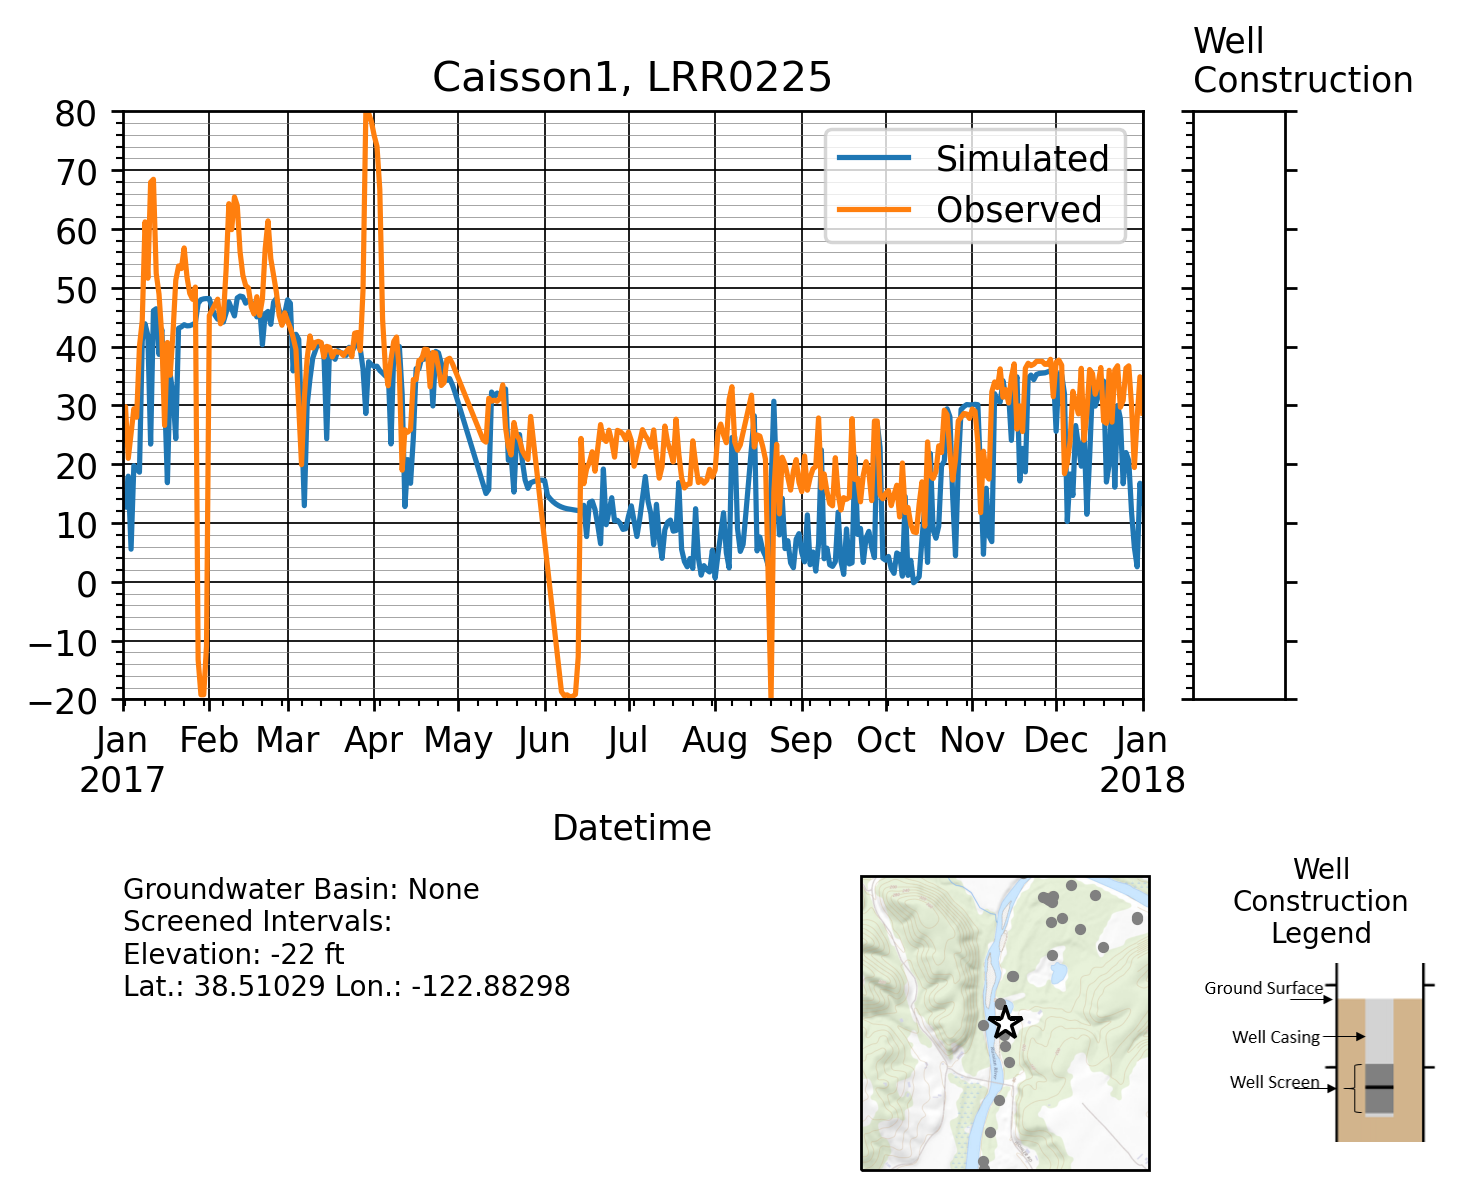 Well
Construction
Caisson1, LRR0225
80
70
60
50
40
30
20
10
0
−10
−20
Simulated
Observed
Jan
2017
Feb
Mar
Apr
May
Jun
Jul
Aug
Sep
Oct
Nov
Dec
Jan
2018
Datetime
Groundwater Basin: None
Screened Intervals:
Elevation: -22 ft
Lat.: 38.51029 Lon.: -122.88298
Well
Construction
Legend
Ground Surface
Well Casing
Well Screen